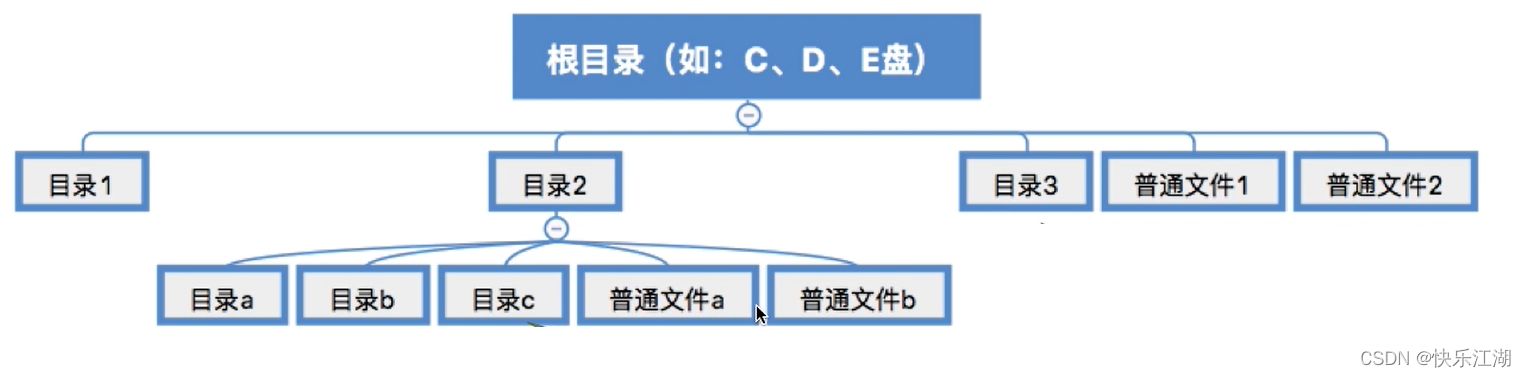 根目录（如：C、D、E盘）
目录1
目录2
目录3
普通文件1
普通文件2
目录a
目录b
目录c
普通文件a
普通文件b
CSDN @快乐江湖